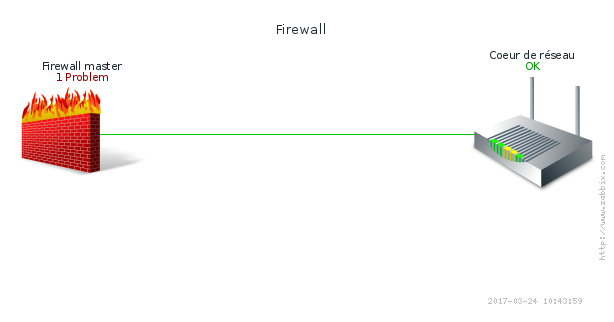 Firewall
Firewall master
1 Problem
Coeur de réseau
OK
http://www.zabbix.com
2017-03-24 10:43:59